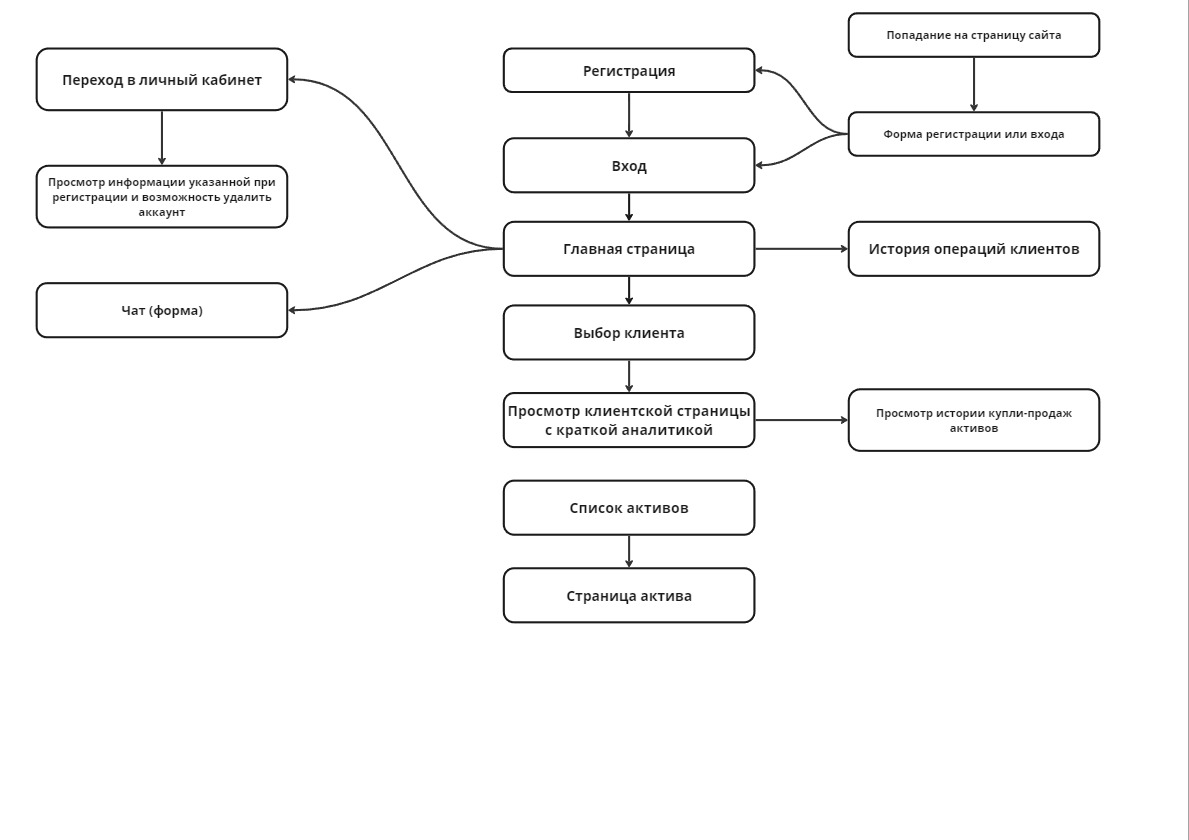 Попадание на страницу сайта
Переход в личный кабинет
Регистрация
Форма регистрации или входа
Вход
Просмотр информации указанной при
регистрации и возможность удалить
аккаунт
Главная страница
История операций клиентов
Чат (форма)
Выбор клиента
Просмотр клиентской страницы
с краткой аналитикой
Просмотр истории купли-продаж
активов
Список активов
Страница актива